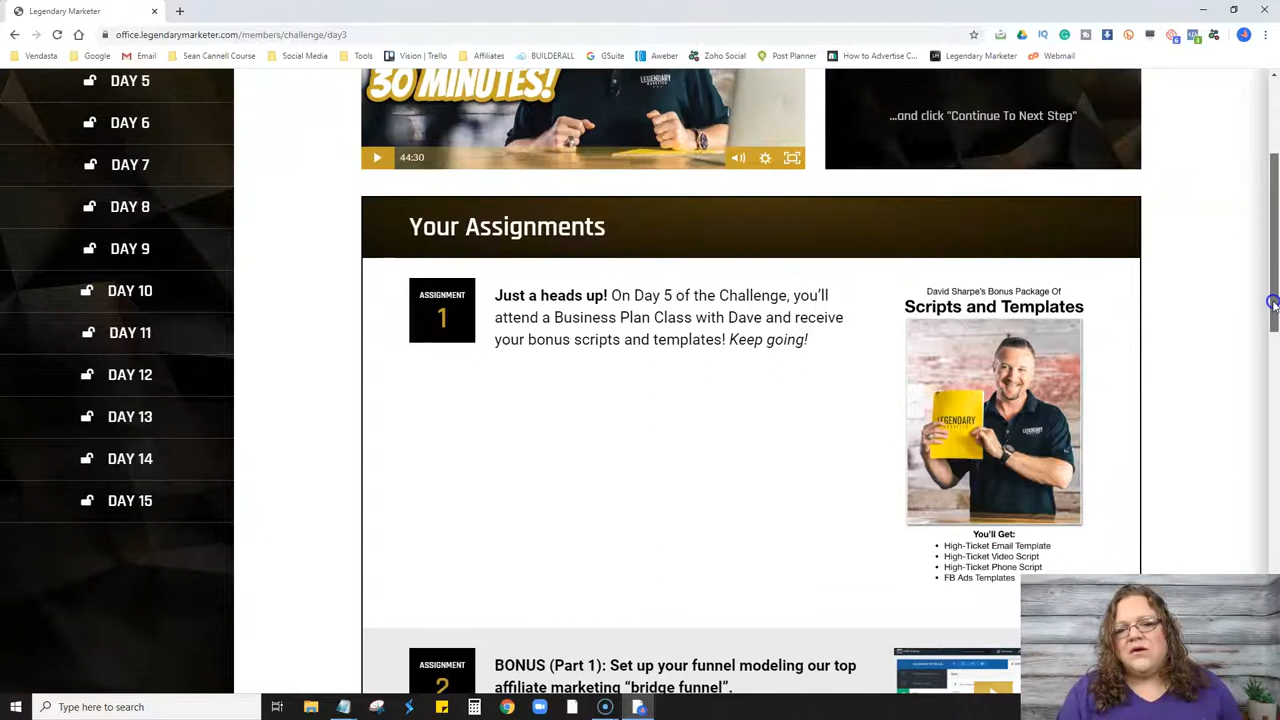 Legendary Marketer
office.legendarymarketer.com/members/challenge/day3
Vendasta Google Email Sean Cannell Course Social Media Tools Vision | Trello Affiliates BUILDERALL GSuite Aweber Zoho Social Post Planner How to Advertise C... Legendary Marketer Webmail
DAY 5
DAY 6
DAY 7
DAY 8
DAY 9
DAY 10
DAY 11
DAY 12
DAY 13
DAY 14
DAY 15
30 MINUTES!
LEGENDARY
44:30
...and click "Continue To Next Step"
Your Assignments
ASSIGNMENT
1
Just a heads up! On Day 5 of the Challenge, you'll
attend a Business Plan Class with Dave and receive
your bonus scripts and templates! Keep going!
David Sharpe's Bonus Package Of
Scripts and Templates
LEGENDARY
LEGENDARY
You'll Get:
• High-Ticket Email Template
• High-Ticket Video Script
• High-Ticket Phone Script
• FB Ads Templates
ASSIGNMENT
2
BONUS (Part 1): Set up your funnel modeling our top
affiliate marketing “bridge funnel”.
Type here to search